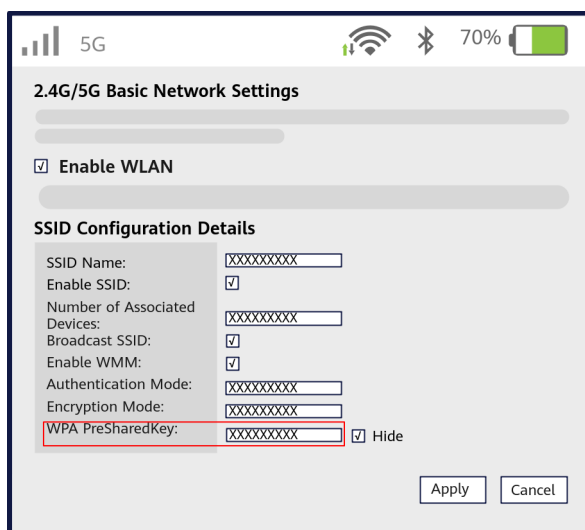 5G 70%
2.4G/5G Basic Network Settings
Enable WLAN
SSID Configuration Details
SSID Name: XXXXXXXXX
Enable SSID:
Number of Associated
Devices: XXXXXXXXX
Broadcast SSID:
Enable WMM:
Authentication Mode: XXXXXXXXX
Encryption Mode: XXXXXXXXX
WPA PreSharedKey: XXXXXXXXX Hide
Apply Cancel